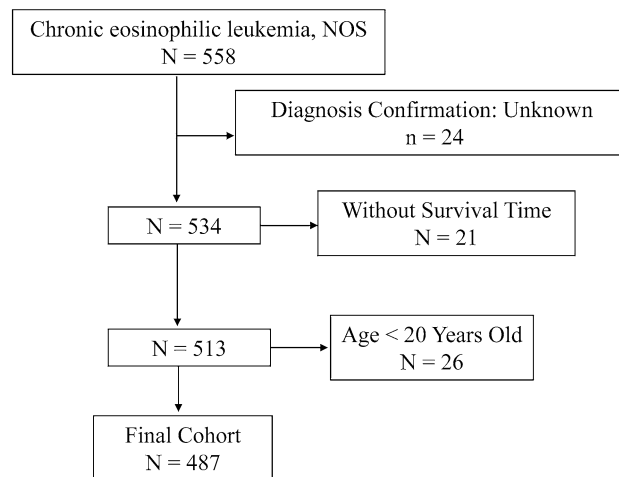 Chronic eosinophilic leukemia, NOS
N = 558
Diagnosis Confirmation: Unknown
n = 24
N = 534
Without Survival Time
N = 21
N = 513
Age < 20 Years Old
N = 26
Final Cohort
N = 487